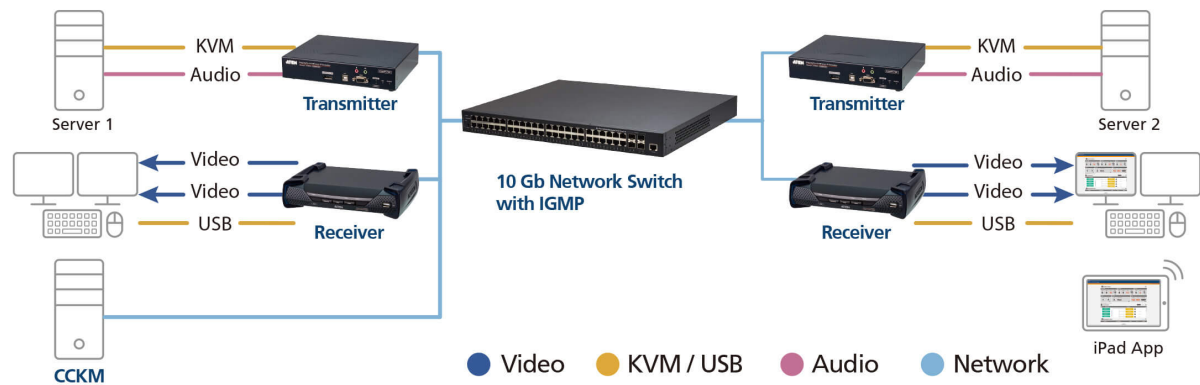 KVM
Audio
Transmitter
Server 1
KVM
Audio
Transmitter
Server 2
Video
Video
USB
Receiver
10 Gb Network Switch
with IGMP
Video
Video
USB
Receiver
CCKM
iPad App
Video
KVM / USB
Audio
Network